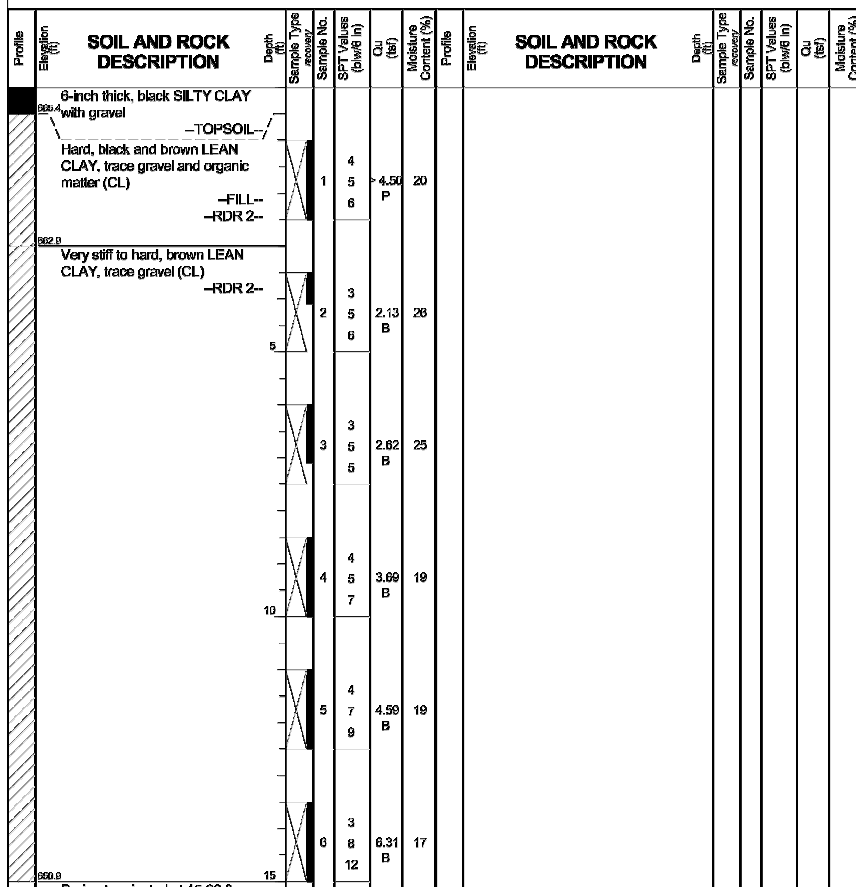 Profile
Elevation (ft)
SOIL AND ROCK DESCRIPTION
Depth (ft)
Sample Type recovery
Sample No.
SPT Values (blw/6 in)
Qu (tsf)
Moisture Content (%)
Profile
Elevation (ft)
SOIL AND ROCK DESCRIPTION
Depth (ft)
Sample Type recovery
Sample No.
SPT Values (blw/6 in)
Qu (tsf)
Moisture Content (%)
6-inch thick, black SILTY CLAY
665.4 with gravel
--TOPSOIL--
Hard, black and brown LEAN
CLAY, trace gravel and organic
matter (CL)
--FILL--
--RDR 2--
1
4
5
6
> 4.50
P
20
662.9
Very stiff to hard, brown LEAN
CLAY, trace gravel (CL)
--RDR 2--
2
3
5
6
2.13
B
26
5
3
3
5
5
2.62
B
25
4
4
5
7
3.69
B
19
10
5
4
7
9
4.59
B
19
6
3
8
12
6.31
B
17
650.9
15